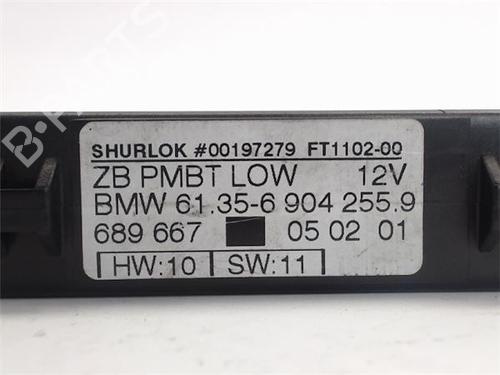 SHURLOK #00197279 FT1102-00
ZB PMBT LOW 12V
BMW 61.35-6 904 255.9
689 667 05 02 01
HW:10 SW:11
B-PARTS